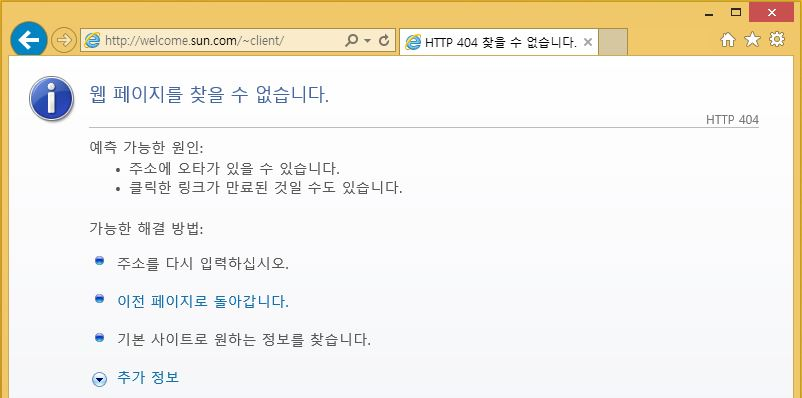 http://welcome.sun.com/~client/
HTTP 404 찾을 수 없습니다.
웹 페이지를 찾을 수 없습니다.
HTTP 404
예측 가능한 원인:
• 주소에 오타가 있을 수 있습니다.
• 클릭한 링크가 만료된 것일 수도 있습니다.
가능한 해결 방법:
주소를 다시 입력하십시오.
이전 페이지로 돌아갑니다.
기본 사이트로 원하는 정보를 찾습니다.
추가 정보